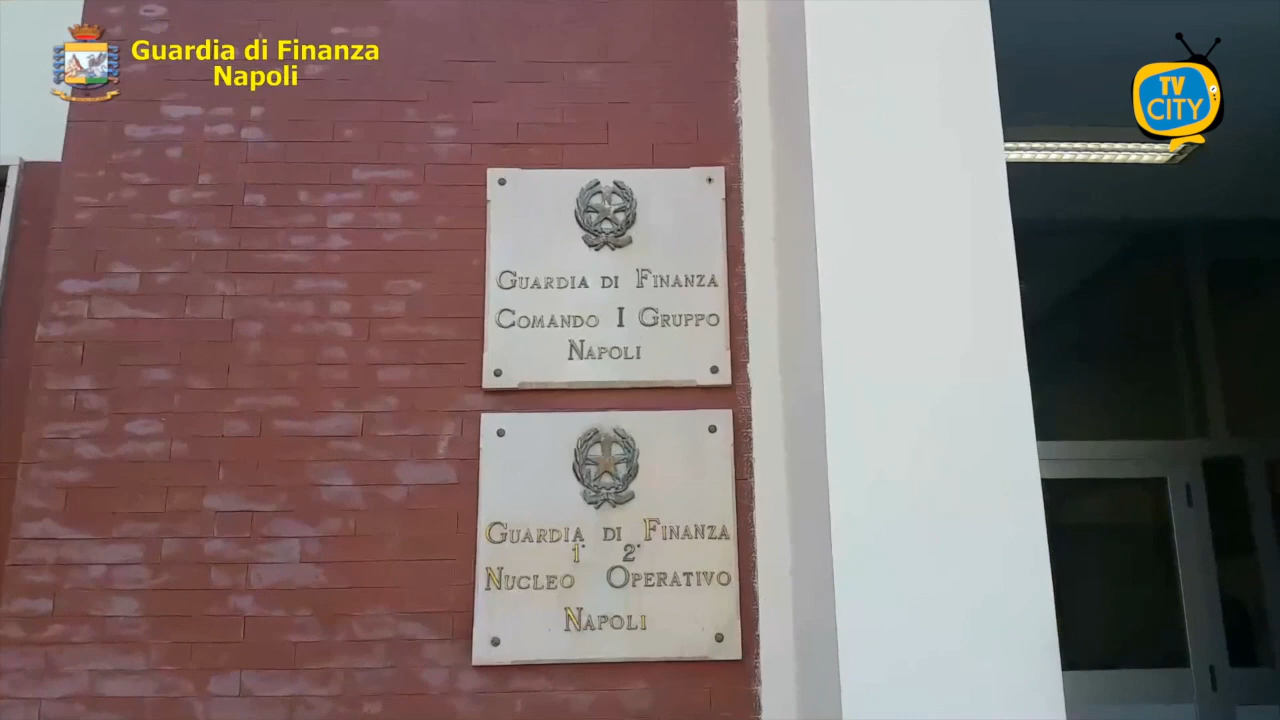 Guardia di Finanza
Napoli
TV
CITY
GUARDIA DI FINANZA
COMANDO I GRUPPO
NAPOLI
GUARDIA DI FINANZA
1° 2°
NUCLEO OPERATIVO
NAPOLI